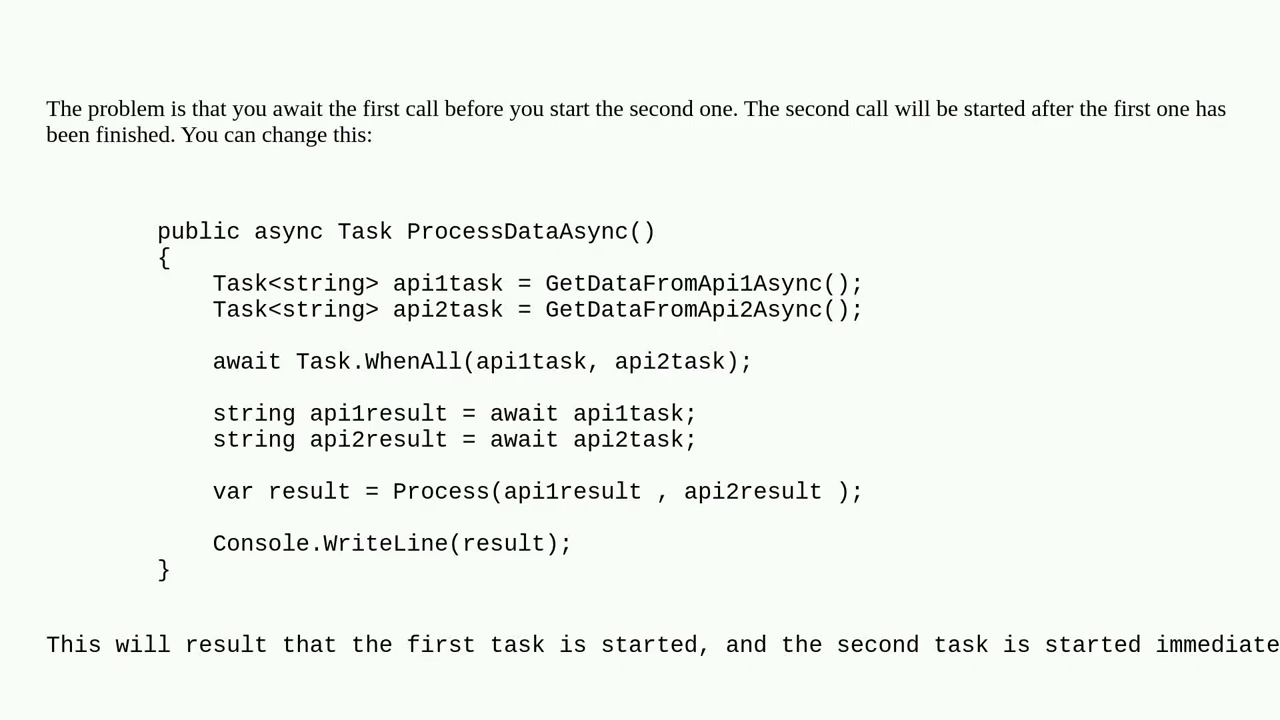 The problem is that you await the first call before you start the second one. The second call will be started after the first one has
been finished. You can change this:
public async Task ProcessDataAsync()
{
    Task<string> api1task = GetDataFromApi1Async();
    Task<string> api2task = GetDataFromApi2Async();
    await Task.WhenAll(api1task, api2task);
    string api1result = await api1task;
    string api2result = await api2task;
    var result = Process(api1result , api2result );
    Console.WriteLine(result);
}
This will result that the first task is started, and the second task is started immediate